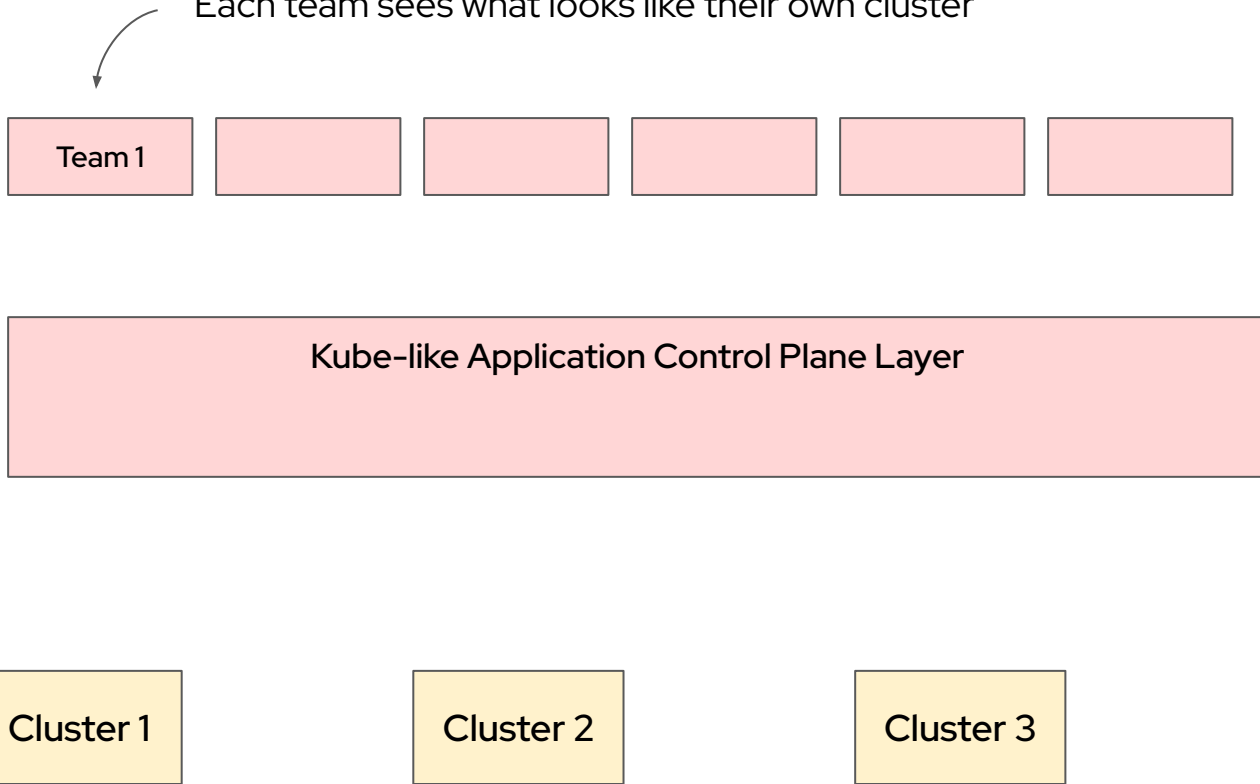 Each team sees what looks like their own cluster
Team 1
Kube-like Application Control Plane Layer
Cluster 1
Cluster 2
Cluster 3